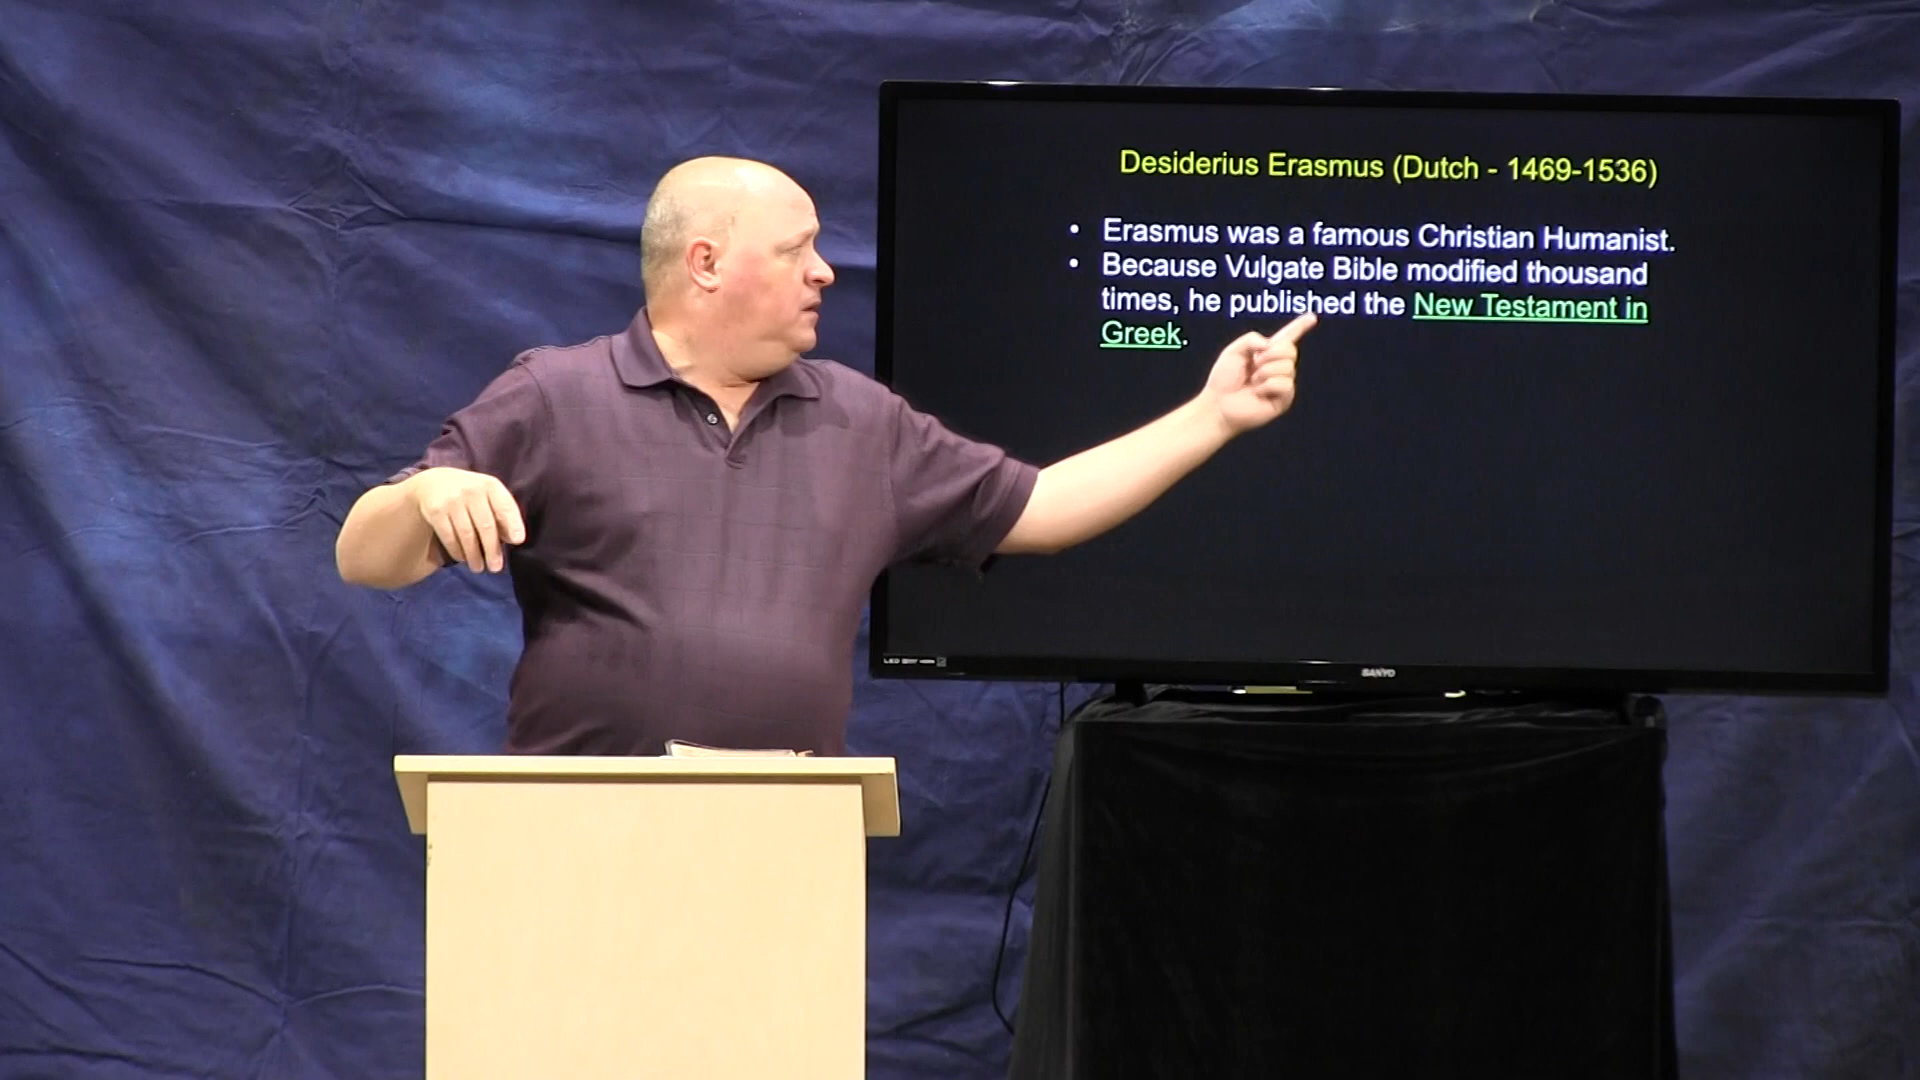 Desiderius Erasmus (Dutch - 1469-1536)
• Erasmus was a famous Christian Humanist.
• Because Vulgate Bible modified thousand
times, he published the New Testament in
Greek.
LED
SANYO